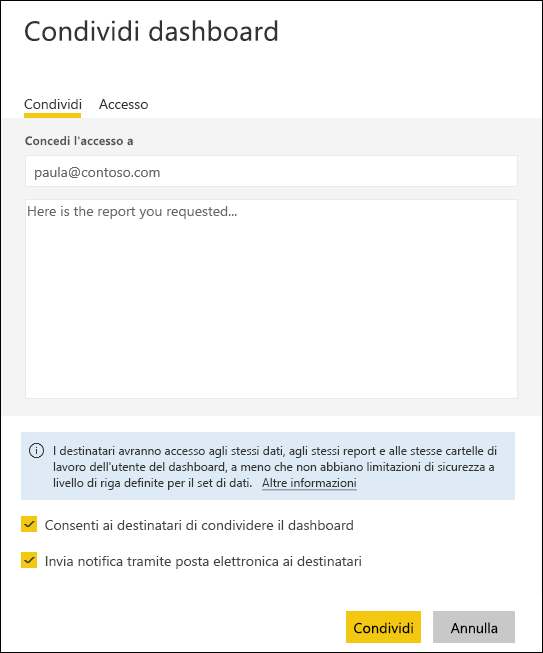 Condividi dashboard
Condividi Accesso
Concedi l'accesso a
paula@contoso.com
Here is the report you requested...
I destinatari avranno accesso agli stessi dati, agli stessi report e alle stesse cartelle di
lavoro dell'utente del dashboard, a meno che non abbiano limitazioni di sicurezza a
livello di riga definite per il set di dati. Altre informazioni
Consenti ai destinatari di condividere il dashboard
Invia notifica tramite posta elettronica ai destinatari
Condividi Annulla